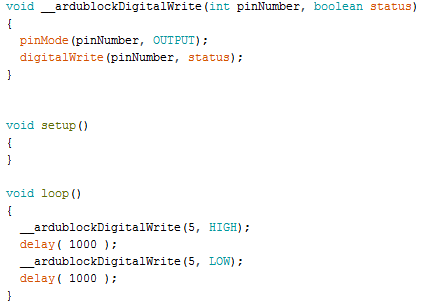 void __ardublockDigitalWrite(int pinNumber, boolean status)
{
  pinMode(pinNumber, OUTPUT);
  digitalWrite(pinNumber, status);
}
void setup()
{
}
void loop()
{
  __ardublockDigitalWrite(5, HIGH);
  delay( 1000 );
  __ardublockDigitalWrite(5, LOW);
  delay( 1000 );
}